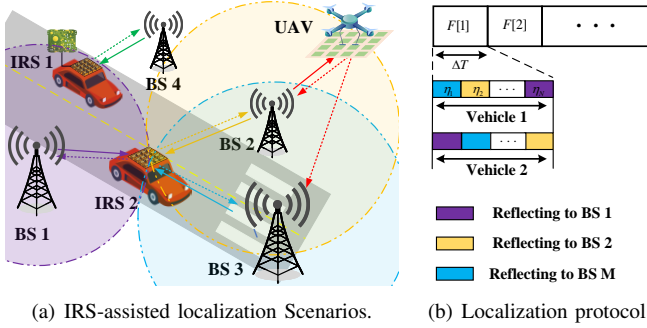 UAV
IRS 1
BS 4
BS 2
BS 1
IRS 2
BS 3
(a) IRS-assisted localization Scenarios.
F[1] F[2] • • •
ΔT
η₁ η₂ ··· η_N
Vehicle 1
···
Vehicle 2
Reflecting to BS 1
Reflecting to BS 2
Reflecting to BS M
(b) Localization protocol